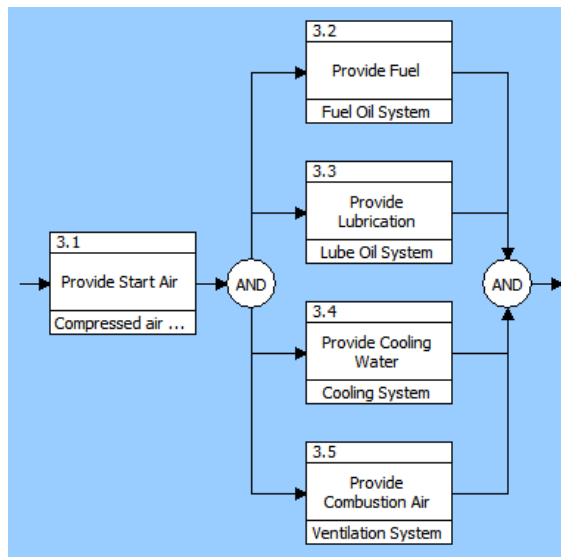 3.2
Provide Fuel
Fuel Oil System
3.3
Provide
Lubrication
Lube Oil System
3.1
Provide Start Air
Compressed air ...
AND
AND
3.4
Provide Cooling
Water
Cooling System
3.5
Provide
Combustion Air
Ventilation System